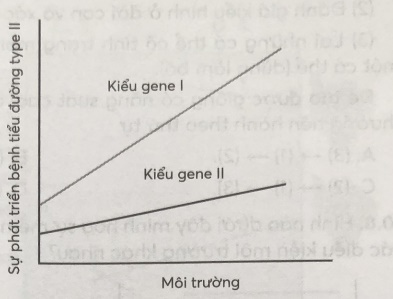 Sự phát triển bệnh tiểu đường type II
Kiểu gene I
Kiểu gene II
Môi trường